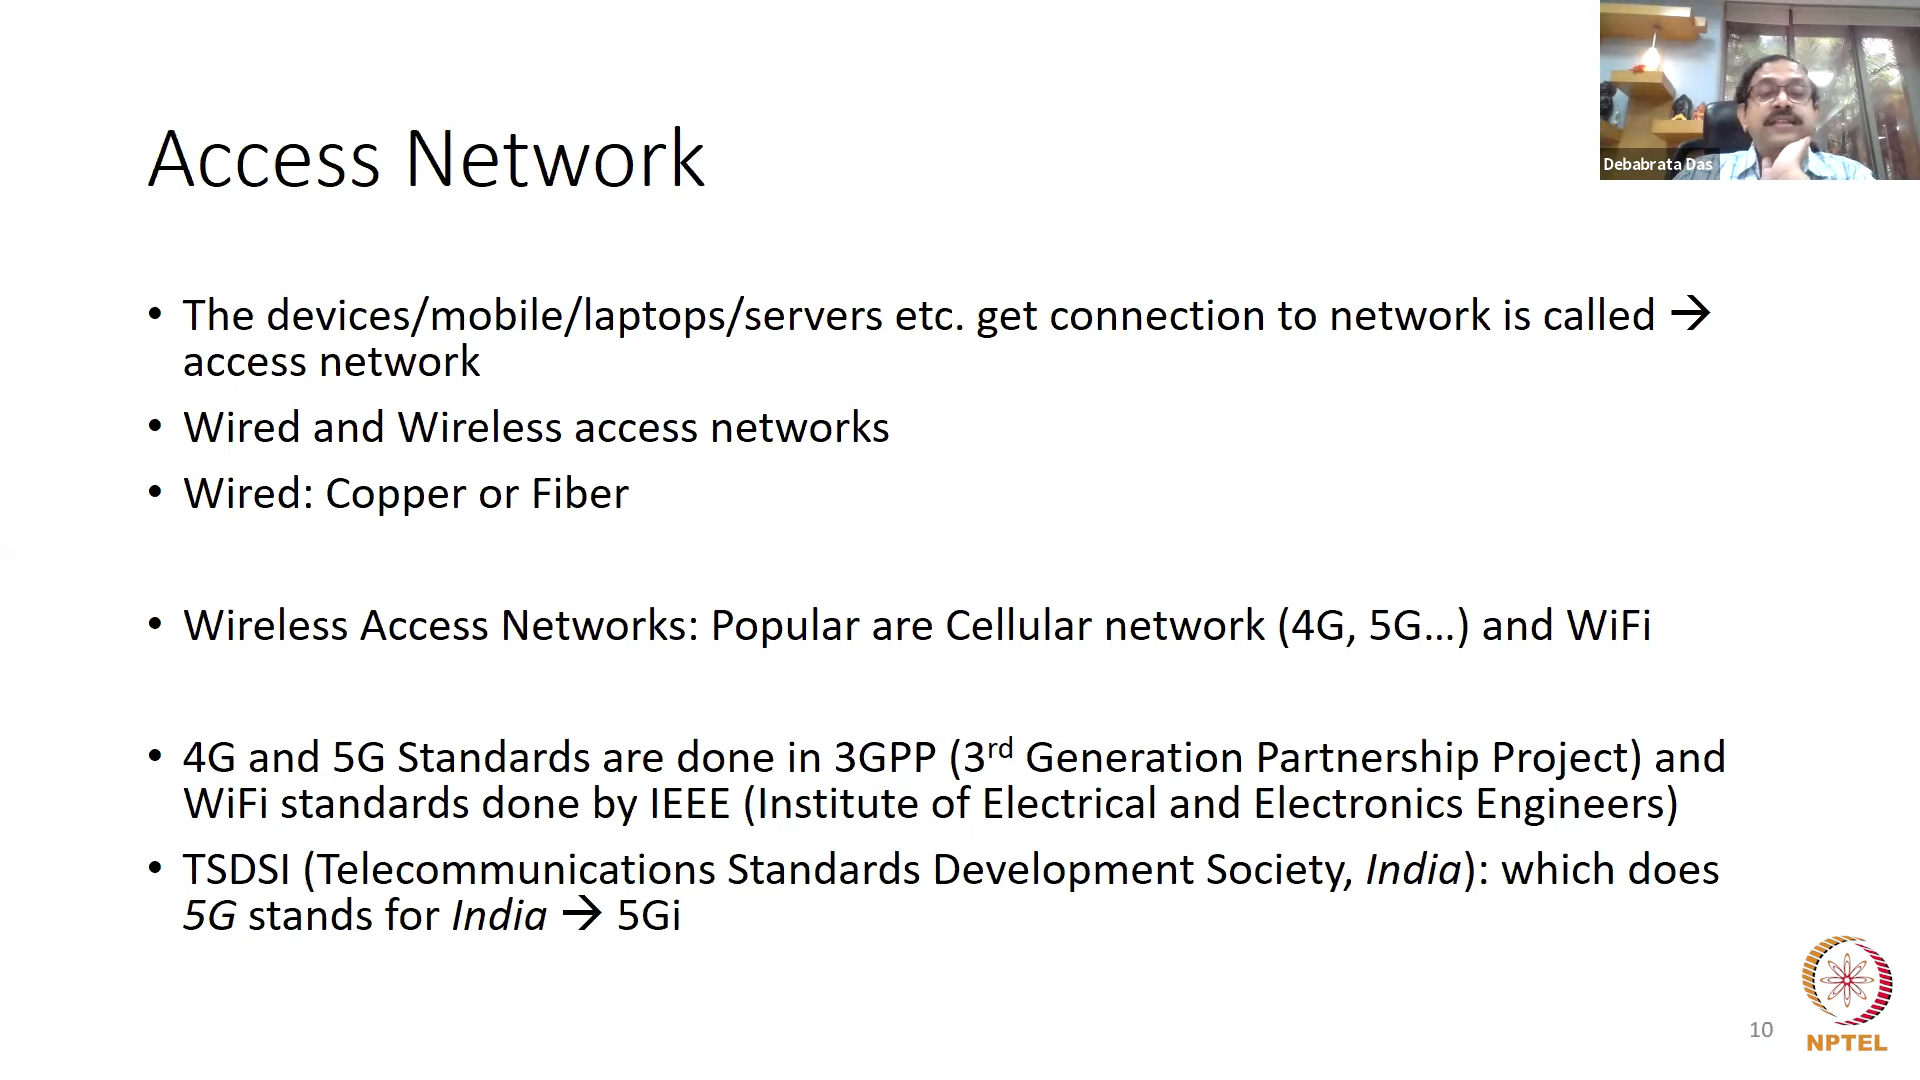 Access Network
Debabrata Das
• The devices/mobile/laptops/servers etc. get connection to network is called →
access network
• Wired and Wireless access networks
• Wired: Copper or Fiber
• Wireless Access Networks: Popular are Cellular network (4G, 5G…) and WiFi
• 4G and 5G Standards are done in 3GPP (3rd Generation Partnership Project) and
WiFi standards done by IEEE (Institute of Electrical and Electronics Engineers)
• TSDSI (Telecommunications Standards Development Society, India): which does
5G stands for India → 5Gi
10
NPTEL